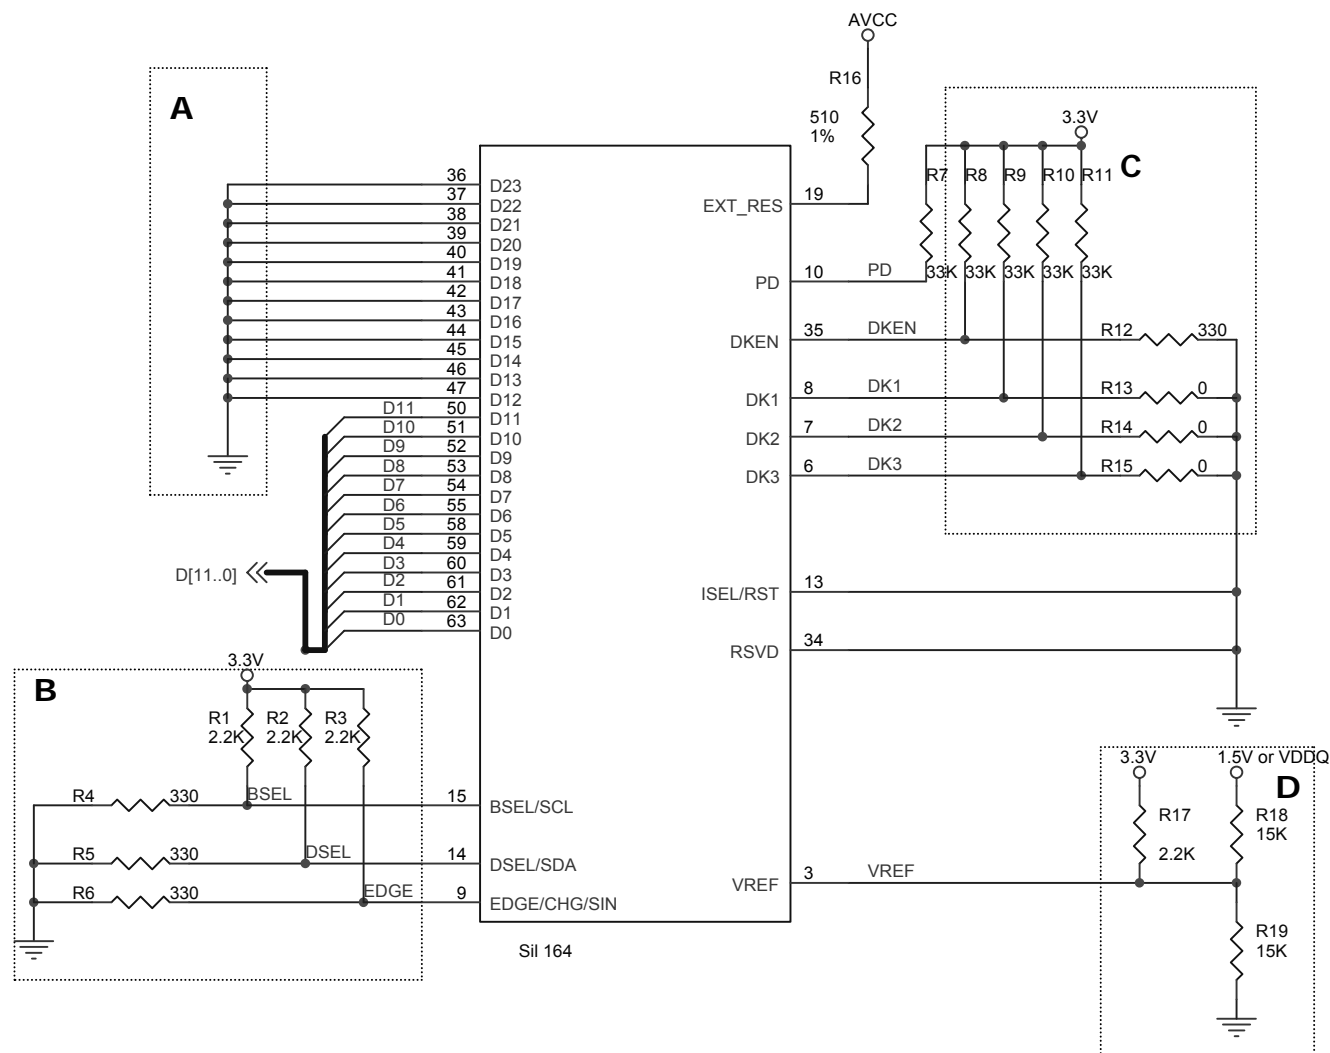 AVCC
R16
510
1%
A
3.3V
R7 R8 R9 R10 R11 C
33K 33K 33K 33K 33K
36 D23
37 D22
38 D21
39 D20
40 D19
41 D18
42 D17
43 D16
44 D15
45 D14
46 D13
47 D12
D11 50 D11
D10 51 D10
D9 52 D9
D8 53 D8
D7 54 D7
D6 55 D6
D5 58 D5
D4 59 D4
D3 60 D3
D2 61 D2
D1 62 D1
D0 63 D0
D[11..0]
EXT_RES 19
PD 10 PD
DKEN 35 DKEN R12 330
DK1 8 DK1 R13 0
DK2 7 DK2 R14 0
DK3 6 DK3 R15 0
ISEL/RST 13
RSVD 34
B
3.3V
R1 R2 R3
2.2K 2.2K 2.2K
R4 330 BSEL 15 BSEL/SCL
R5 330 DSEL 14 DSEL/SDA
R6 330 EDGE 9 EDGE/CHG/SIN
SiI 164
3.3V 1.5V or VDDQ
D
R17
2.2K
R18
15K
VREF 3 VREF
R19
15K